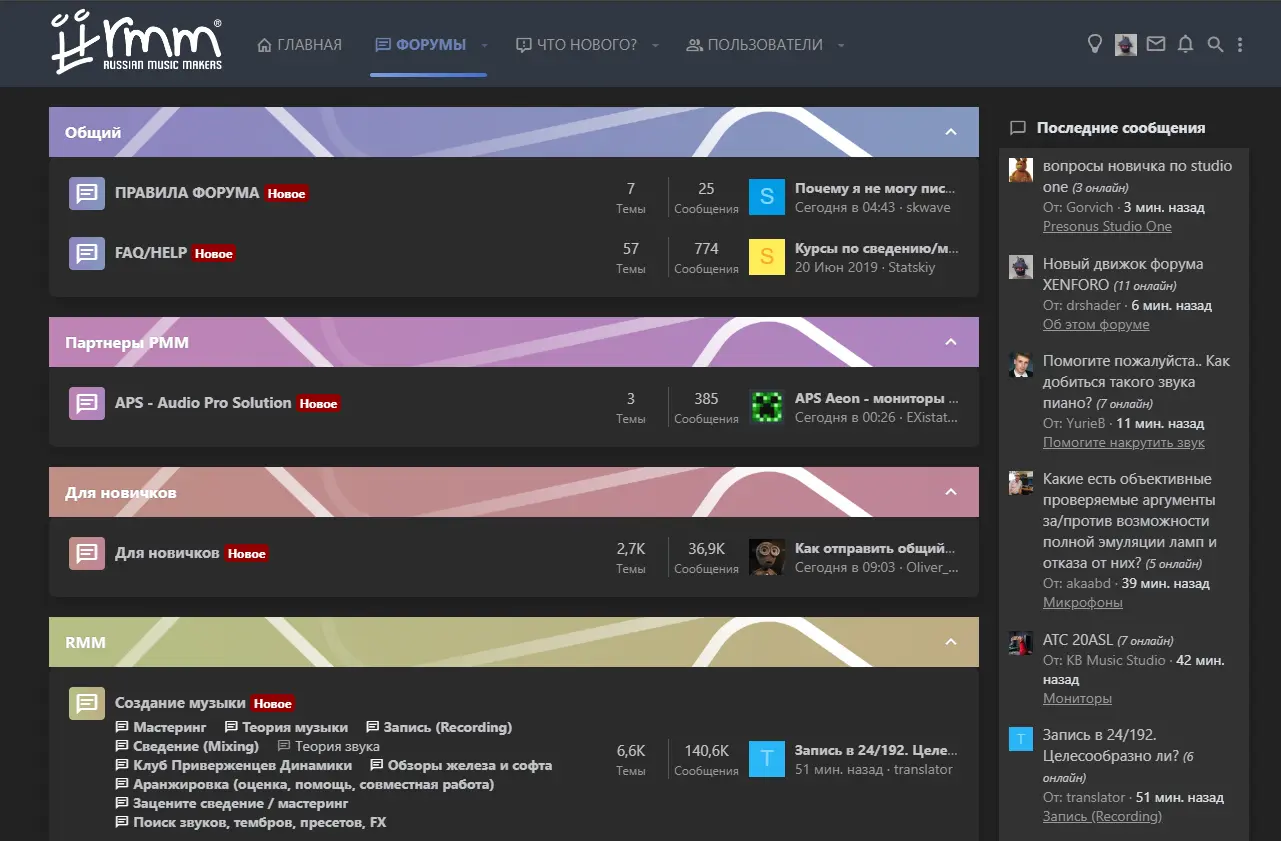 rmm®
RUSSIAN MUSIC MAKERS
ГЛАВНАЯ
ФОРУМЫ
ЧТО НОВОГО?
ПОЛЬЗОВАТЕЛИ
Общий
ПРАВИЛА ФОРУМА Новое
7
Темы
25
Сообщения
S
Почему я не могу пис...
Сегодня в 04:43 · skwave
FAQ/HELP Новое
57
Темы
774
Сообщения
S
Курсы по сведению/м...
20 Июн 2019 · Statskiy
Партнеры РММ
APS - Audio Pro Solution Новое
3
Темы
385
Сообщения
APS Aeon - мониторы ...
Сегодня в 00:26 · EXistat...
Для новичков
Для новичков Новое
2,7K
Темы
36,9K
Сообщения
Как отправить общий...
Сегодня в 09:03 · Oliver_...
RMM
Создание музыки Новое
Мастеринг Теория музыки Запись (Recording)
Сведение (Mixing) Теория звука
Клуб Приверженцев Динамики Обзоры железа и софта
Аранжировка (оценка, помощь, совместная работа)
Зацените сведение / мастеринг
Поиск звуков, тембров, пресетов, FX
6,6K
Темы
140,6K
Сообщения
T
Запись в 24/192. Целе...
51 мин. назад · translator
Последние сообщения
вопросы новичка по studio
one (3 онлайн)
От: Gorvich · 3 мин. назад
Presonus Studio One
Новый движок форума
XENFORO (11 онлайн)
От: drshader · 6 мин. назад
Об этом форуме
Помогите пожалуйста.. Как
добиться такого звука
пиано? (7 онлайн)
От: YurieB · 11 мин. назад
Помогите накрутить звук
Какие есть объективные
проверяемые аргументы
за/против возможности
полной эмуляции ламп и
отказа от них? (5 онлайн)
От: akaabd · 39 мин. назад
Микрофоны
ATC 20ASL (7 онлайн)
От: KB Music Studio · 42 мин.
назад
Мониторы
T
Запись в 24/192.
Целесообразно ли? (6
онлайн)
От: translator · 51 мин. назад
Запись (Recording)